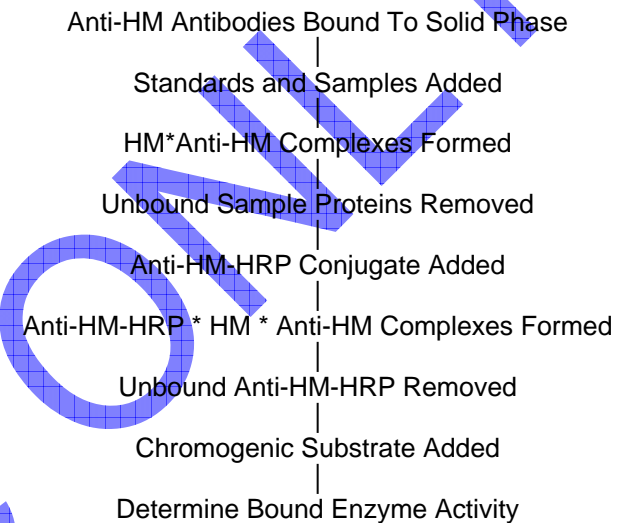 Anti-HM Antibodies Bound To Solid Phase
Standards and Samples Added
HM*Anti-HM Complexes Formed
Unbound Sample Proteins Removed
Anti-HM-HRP Conjugate Added
Anti-HM-HRP * HM * Anti-HM Complexes Formed
Unbound Anti-HM-HRP Removed
Chromogenic Substrate Added
Determine Bound Enzyme Activity
ONL